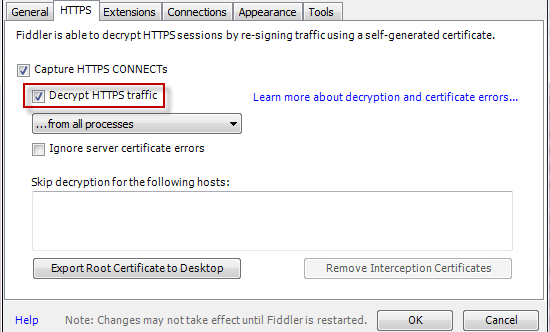 General HTTPS Extensions Connections Appearance Tools
Fiddler is able to decrypt HTTPS sessions by re-signing traffic using a self-generated certificate.
Capture HTTPS CONNECTs
Decrypt HTTPS traffic Learn more about decryption and certificate errors...
...from all processes
Ignore server certificate errors
Skip decryption for the following hosts:
Export Root Certificate to Desktop Remove Interception Certificates
Help Note: Changes may not take effect until Fiddler is restarted. OK Cancel